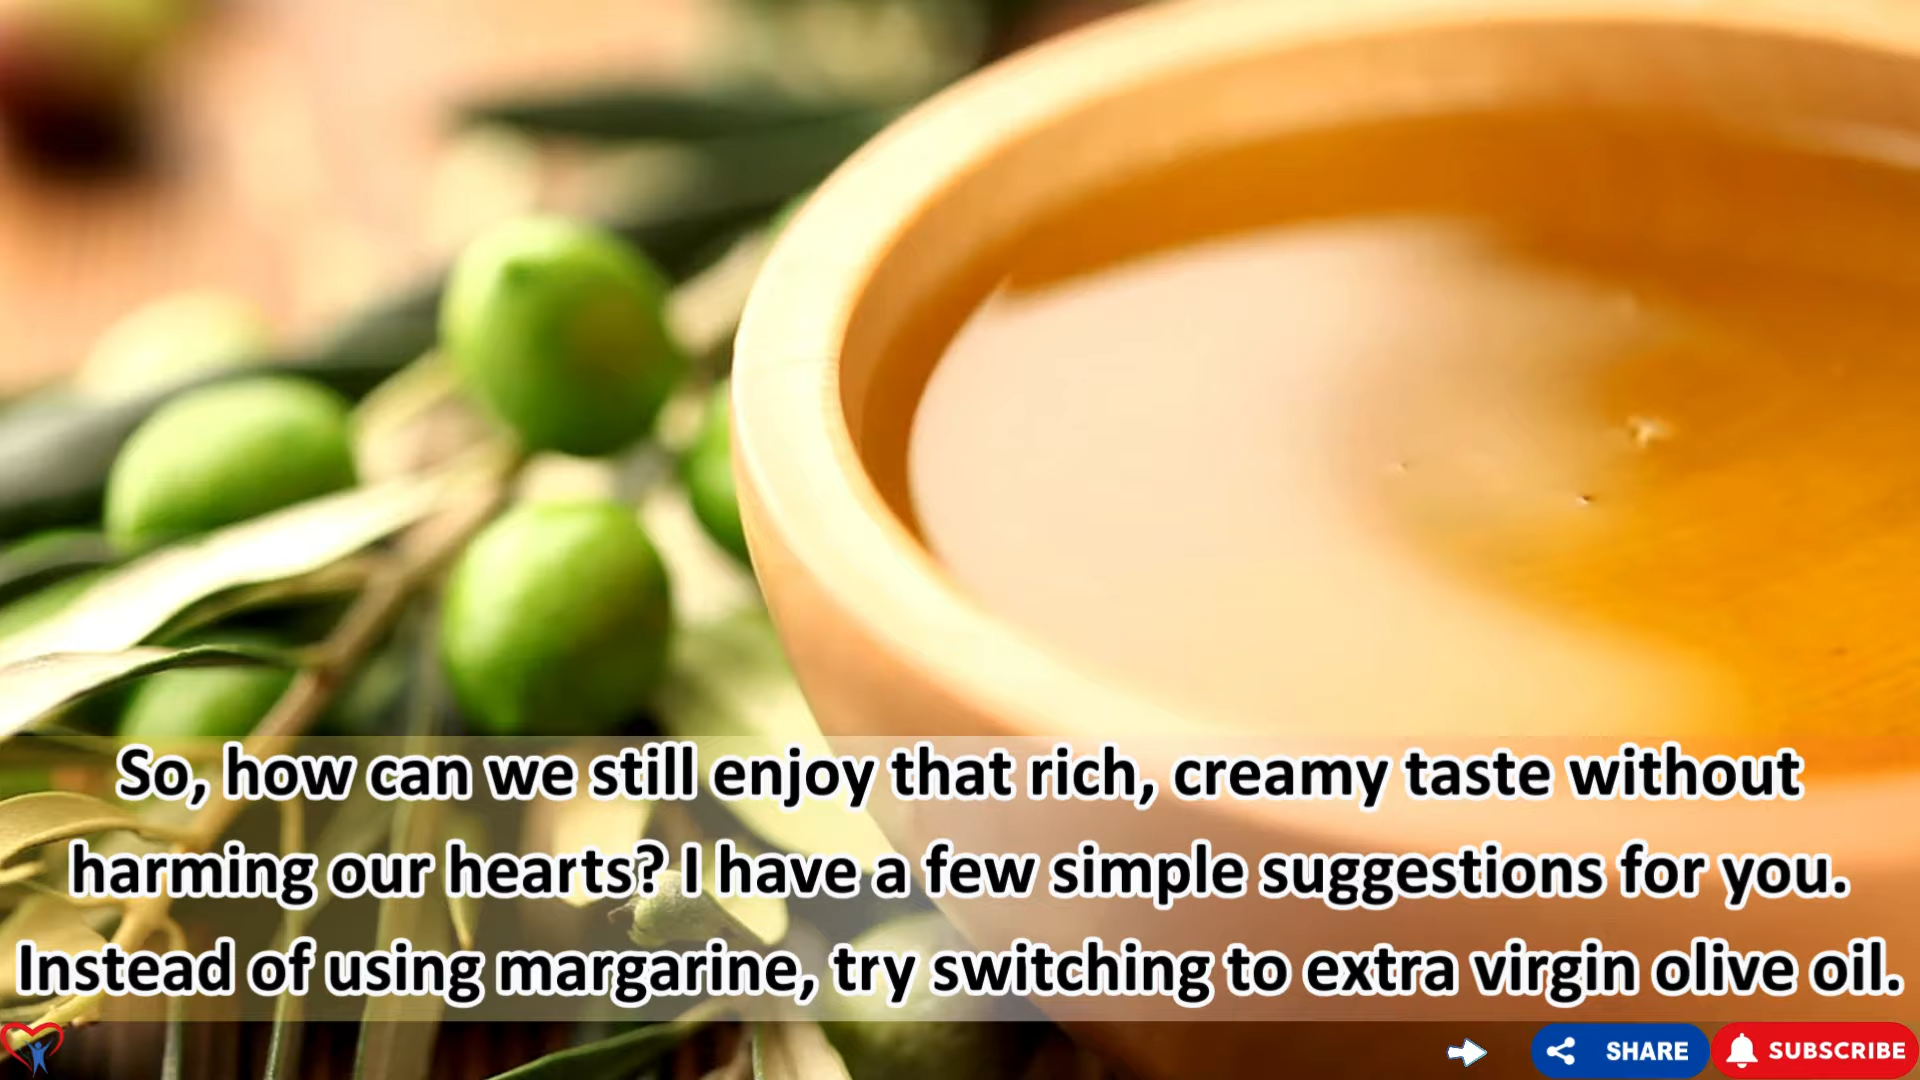 So, how can we still enjoy that rich, creamy taste without
harming our hearts? I have a few simple suggestions for you.
Instead of using margarine, try switching to extra virgin olive oil.
SHARE
SUBSCRIBE